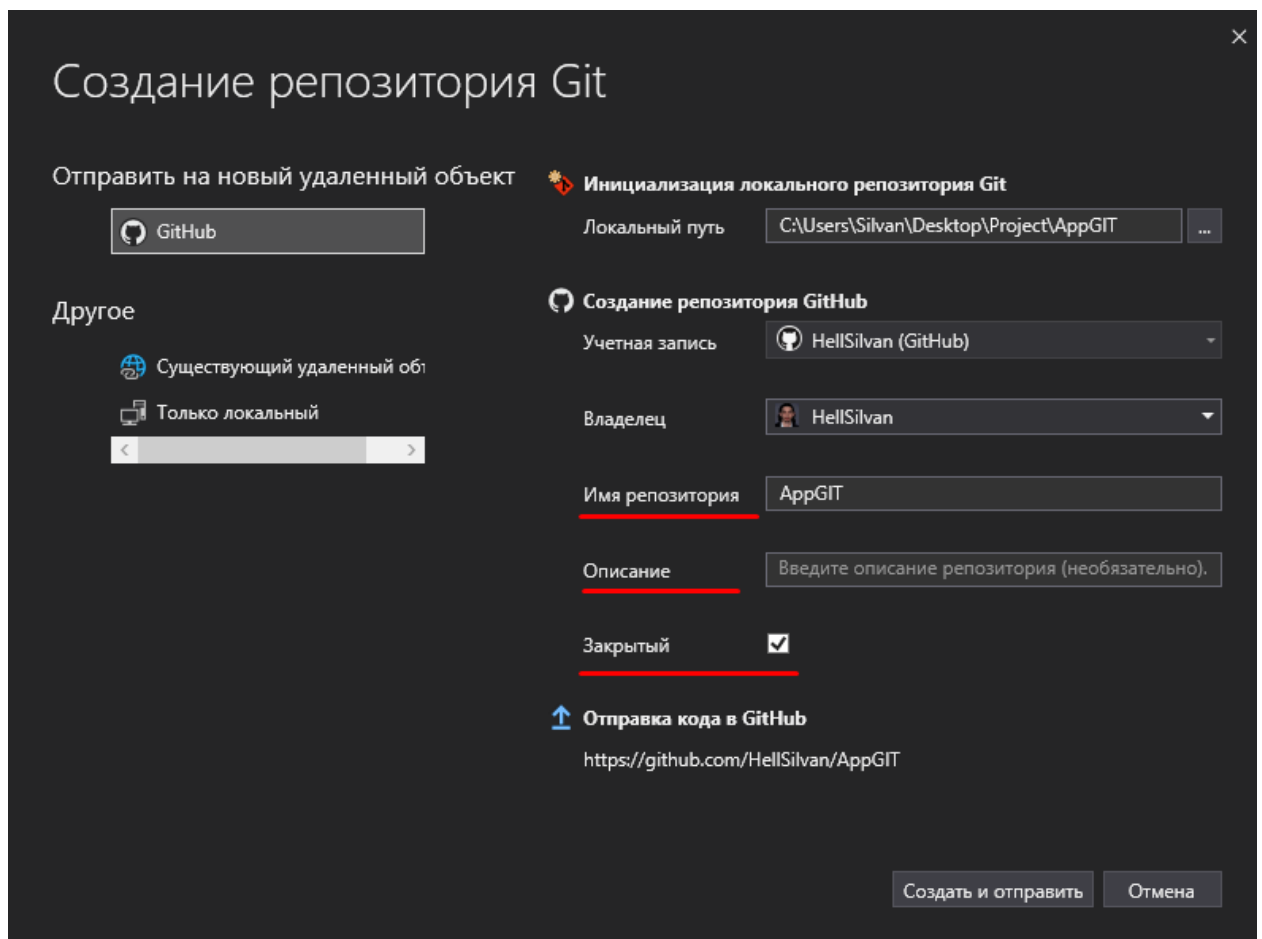 Создание репозитория Git
Отправить на новый удаленный объект
GitHub
Другое
Существующий удаленный
Только локальный
Инициализация локального репозитория Git
Локальный путь
C:\Users\Silvan\Desktop\Project\AppGIT
...
Создание репозитория GitHub
Учетная запись
HellSilvan (GitHub)
Владелец
HellSilvan
Имя репозитория
AppGIT
Описание
Введите описание репозитория (необязательно).
Закрытый
Отправка кода в GitHub
https://github.com/HellSilvan/AppGIT
Создать и отправить
Отмена